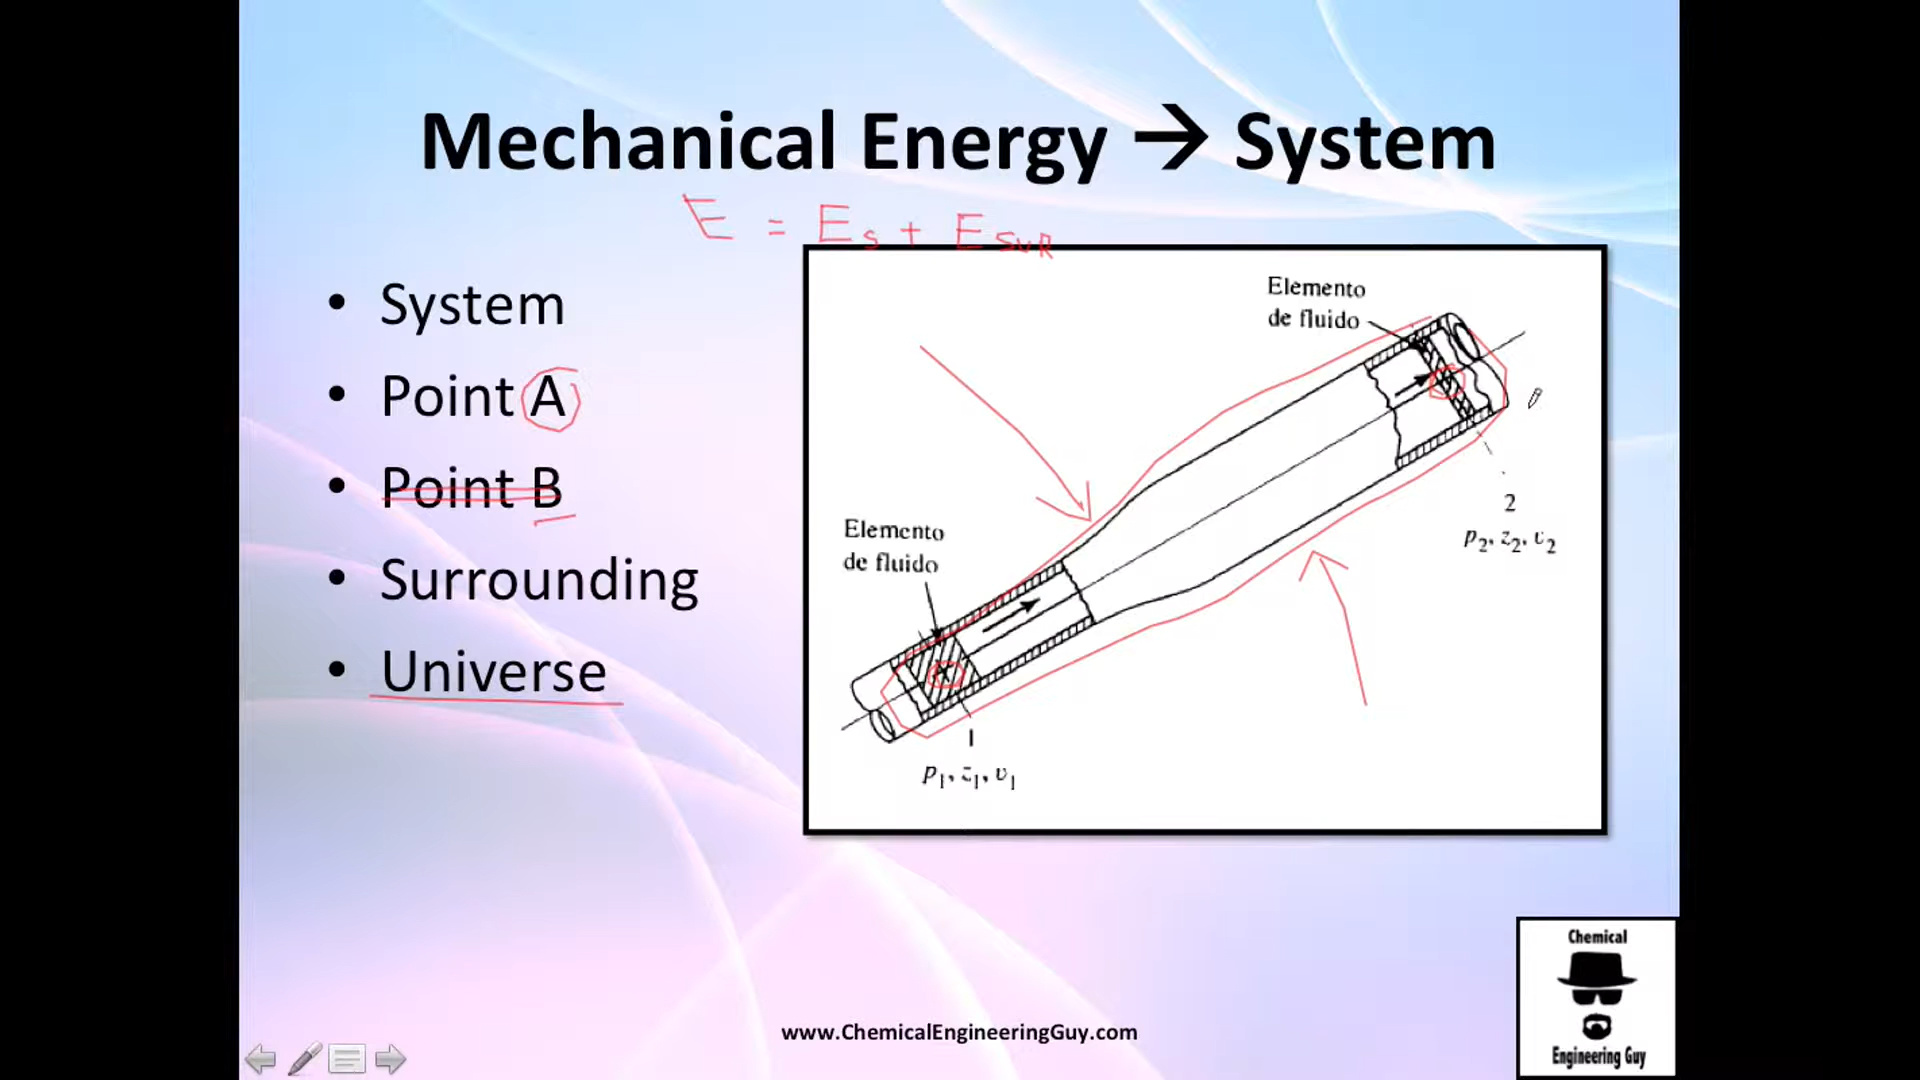 Mechanical Energy → System
E = Es + ESUR
• System
• Point A
• Point B
• Surrounding
• Universe
Elemento
de fluido
2
p2, z2, v2
Elemento
de fluido
1
p1, z1, v1
www.ChemicalEngineeringGuy.com
Chemical
Engineering Guy